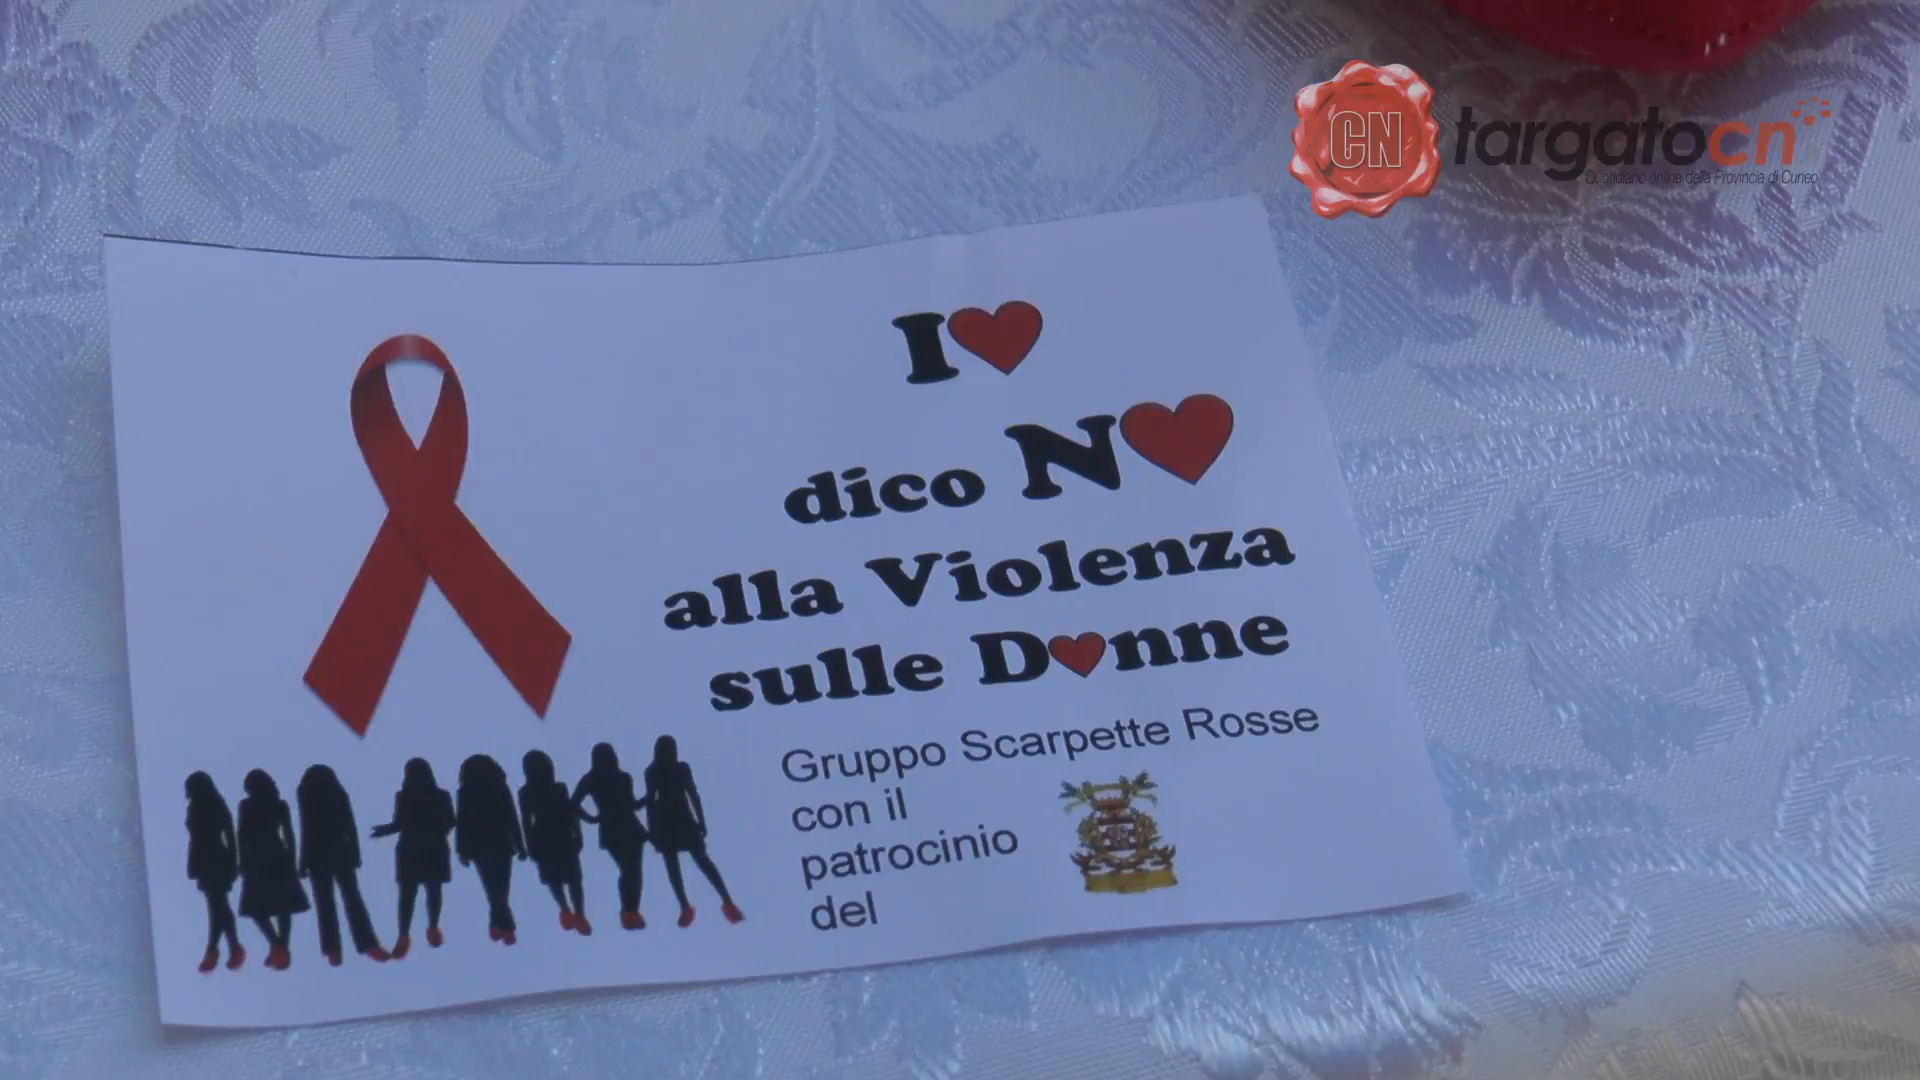 CN targatocn
Quotidiano online della Provincia di Cuneo
I
dico N
alla Violenza
sulle D nne
Gruppo Scarpette Rosse
con il
patrocinio
del